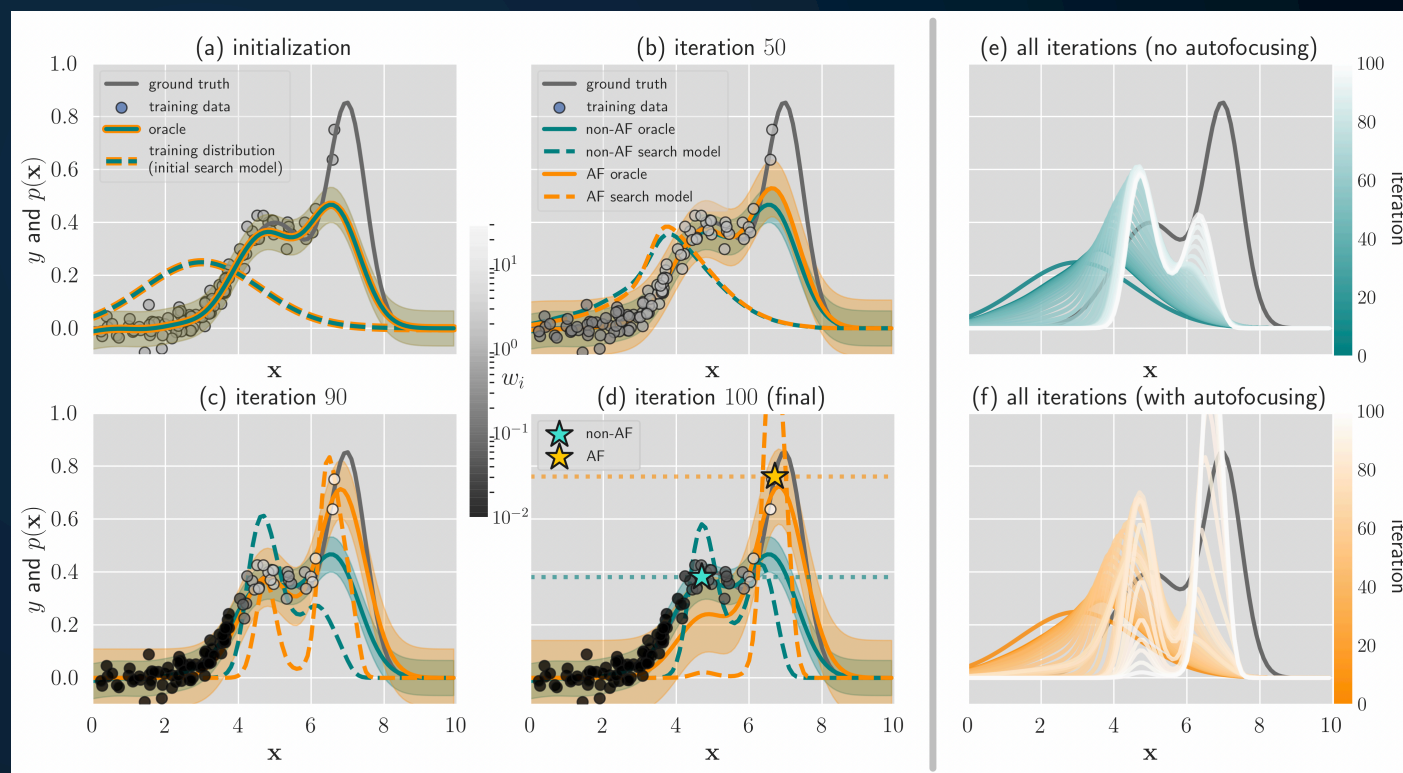 (a) initialization
1.0
0.8
0.6
0.4
0.2
0.0
y and p(x)
x
ground truth
training data
oracle
training distribution
(initial search model)
(b) iteration 50
ground truth
training data
non-AF oracle
non-AF search model
AF oracle
AF search model
x
10¹
10⁰
wᵢ
10⁻¹
10⁻²
(e) all iterations (no autofocusing)
x
100
80
60
40
20
0
iteration
(c) iteration 90
1.0
0.8
0.6
0.4
0.2
0.0
y and p(x)
0 2 4 6 8 10
x
(d) iteration 100 (final)
non-AF
AF
0 2 4 6 8 10
x
(f) all iterations (with autofocusing)
0 2 4 6 8 10
x
100
80
60
40
20
0
iteration